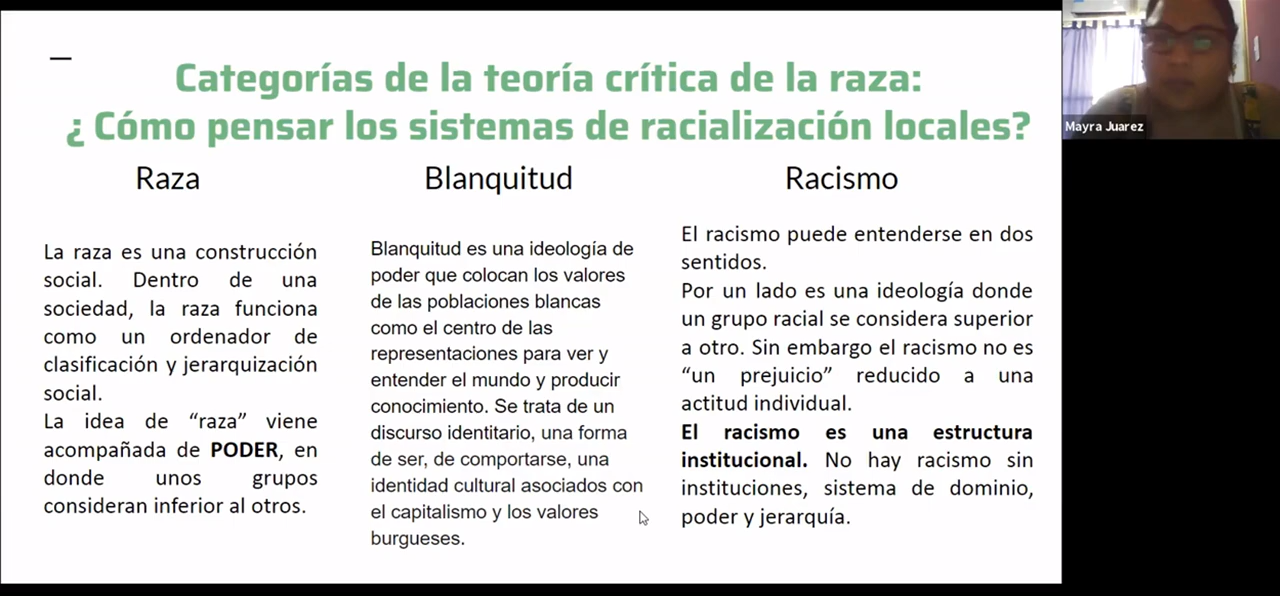 Categorías de la teoría crítica de la raza:
¿ Cómo pensar los sistemas de racialización locales?
Raza
La raza es una construcción
social. Dentro de una
sociedad, la raza funciona
como un ordenador de
clasificación y jerarquización
social.
La idea de “raza” viene
acompañada de PODER, en
donde unos grupos
consideran inferior al otros.
Blanquitud
Blanquitud es una ideología de
poder que colocan los valores
de las poblaciones blancas
como el centro de las
representaciones para ver y
entender el mundo y producir
conocimiento. Se trata de un
discurso identitario, una forma
de ser, de comportarse, una
identidad cultural asociados con
el capitalismo y los valores
burgueses.
Racismo
El racismo puede entenderse en dos
sentidos.
Por un lado es una ideología donde
un grupo racial se considera superior
a otro. Sin embargo el racismo no es
“un prejuicio” reducido a una
actitud individual.
El racismo es una estructura
institucional. No hay racismo sin
instituciones, sistema de dominio,
poder y jerarquía.
Mayra Juarez